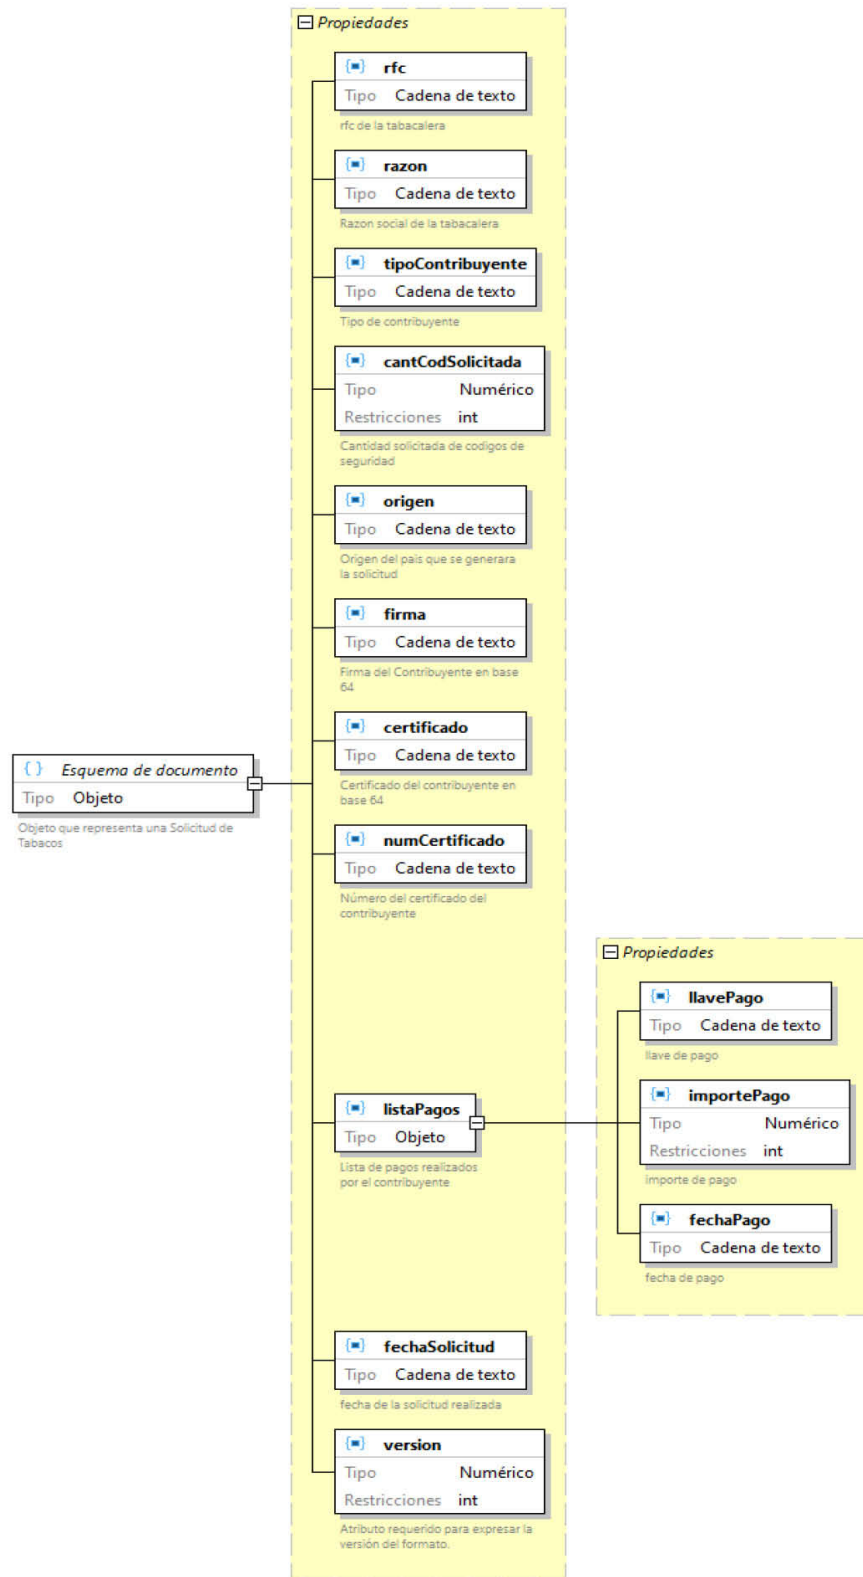 Propiedades
rfc
Tipo Cadena de texto
rfc de la tabacalera
razon
Tipo Cadena de texto
Razon social de la tabacalera
tipoContribuyente
Tipo Cadena de texto
Tipo de contribuyente
cantCodSolicitada
Tipo Numérico
Restricciones int
Cantidad solicitada de codigos de
seguridad
origen
Tipo Cadena de texto
Origen del pais que se generara
la solicitud
firma
Tipo Cadena de texto
Firma del Contribuyente en base
64
certificado
Tipo Cadena de texto
Certificado del contribuyente en
base 64
Esquema de documento
Tipo Objeto
Objeto que representa una Solicitud de
Tabacos
numCertificado
Tipo Cadena de texto
Número del certificado del
contribuyente
listaPagos
Tipo Objeto
Lista de pagos realizados
por el contribuyente
Propiedades
llavePago
Tipo Cadena de texto
llave de pago
importePago
Tipo Numérico
Restricciones int
importe de pago
fechaPago
Tipo Cadena de texto
fecha de pago
fechaSolicitud
Tipo Cadena de texto
fecha de la solicitud realizada
version
Tipo Numérico
Restricciones int
Atributo requerido para expresar la
versión del formato.